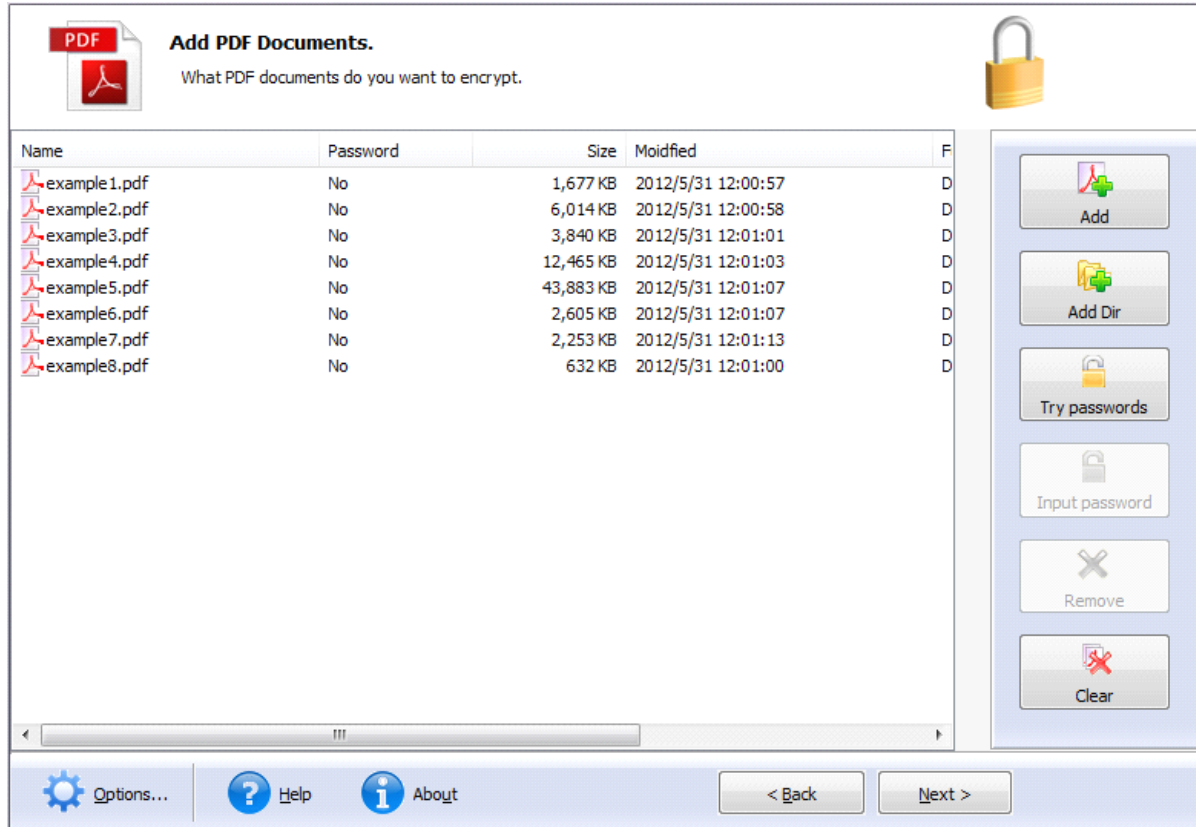 PDF
Add PDF Documents.
What PDF documents do you want to encrypt.
Name Password Size Moidfied F
example1.pdf No 1,677 KB 2012/5/31 12:00:57 D
example2.pdf No 6,014 KB 2012/5/31 12:00:58 D
example3.pdf No 3,840 KB 2012/5/31 12:01:01 D
example4.pdf No 12,465 KB 2012/5/31 12:01:03 D
example5.pdf No 43,883 KB 2012/5/31 12:01:07 D
example6.pdf No 2,605 KB 2012/5/31 12:01:07 D
example7.pdf No 2,253 KB 2012/5/31 12:01:13 D
example8.pdf No 632 KB 2012/5/31 12:01:00 D
Add
Add Dir
Try passwords
Input password
Remove
Clear
Options... Help About < Back Next >